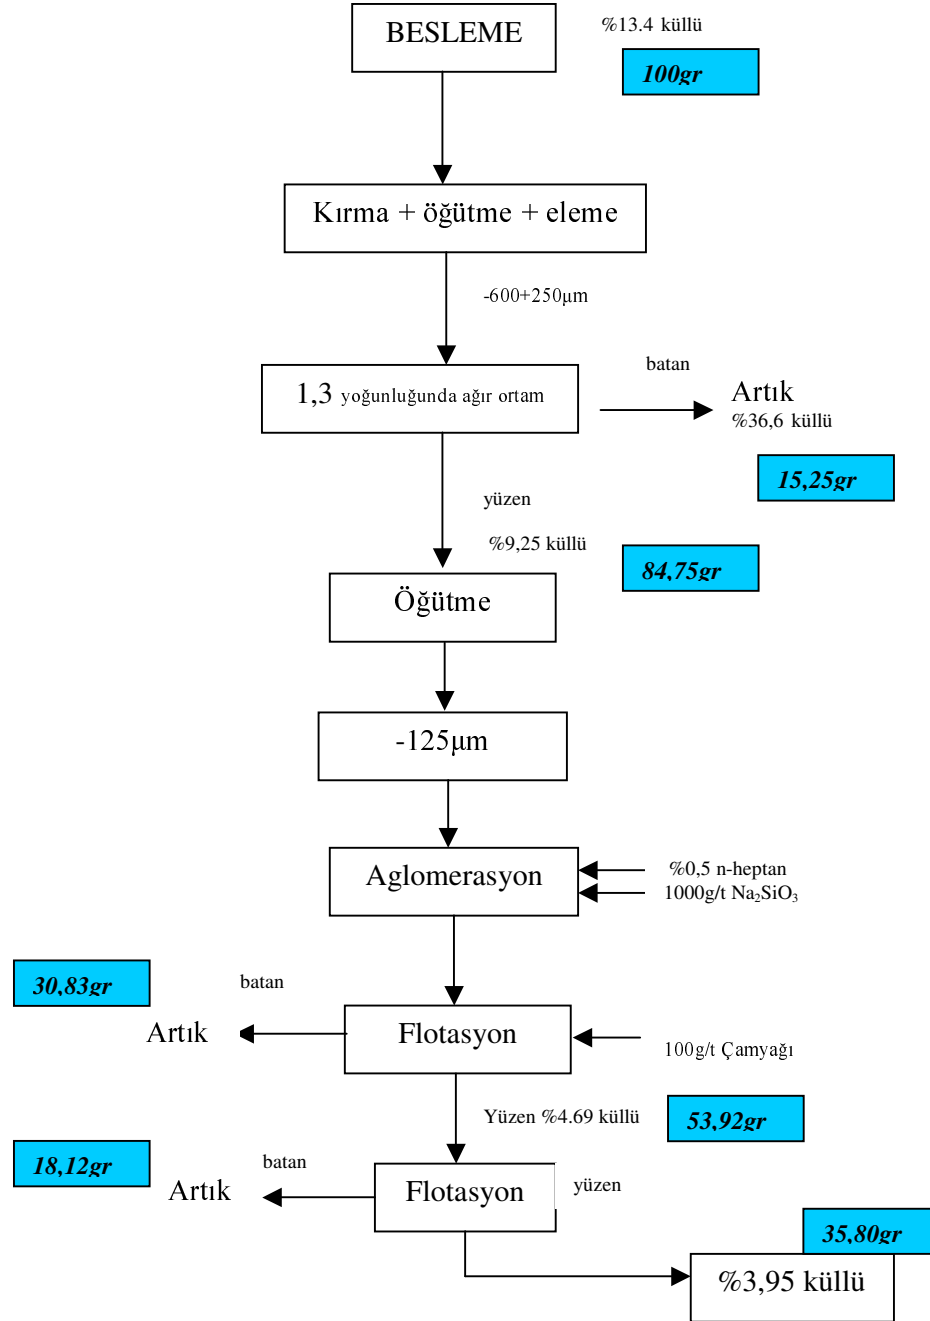 BESLEME
%13.4 küllü
100gr
Kırma + öğütme + eleme
-600+250µm
1,3 yoğunluğunda ağır ortam
batan
Artık
%36,6 küllü
15,25gr
yüzen
%9,25 küllü
84,75gr
Öğütme
-125µm
Aglomerasyon
%0,5 n-heptan
1000g/t Na₂SiO₃
30,83gr
batan
Artık
Flotasyon
100g/t Çamyağı
Yüzen %4.69 küllü
53,92gr
18,12gr
batan
Artık
Flotasyon
yüzen
35,80gr
%3,95 küllü